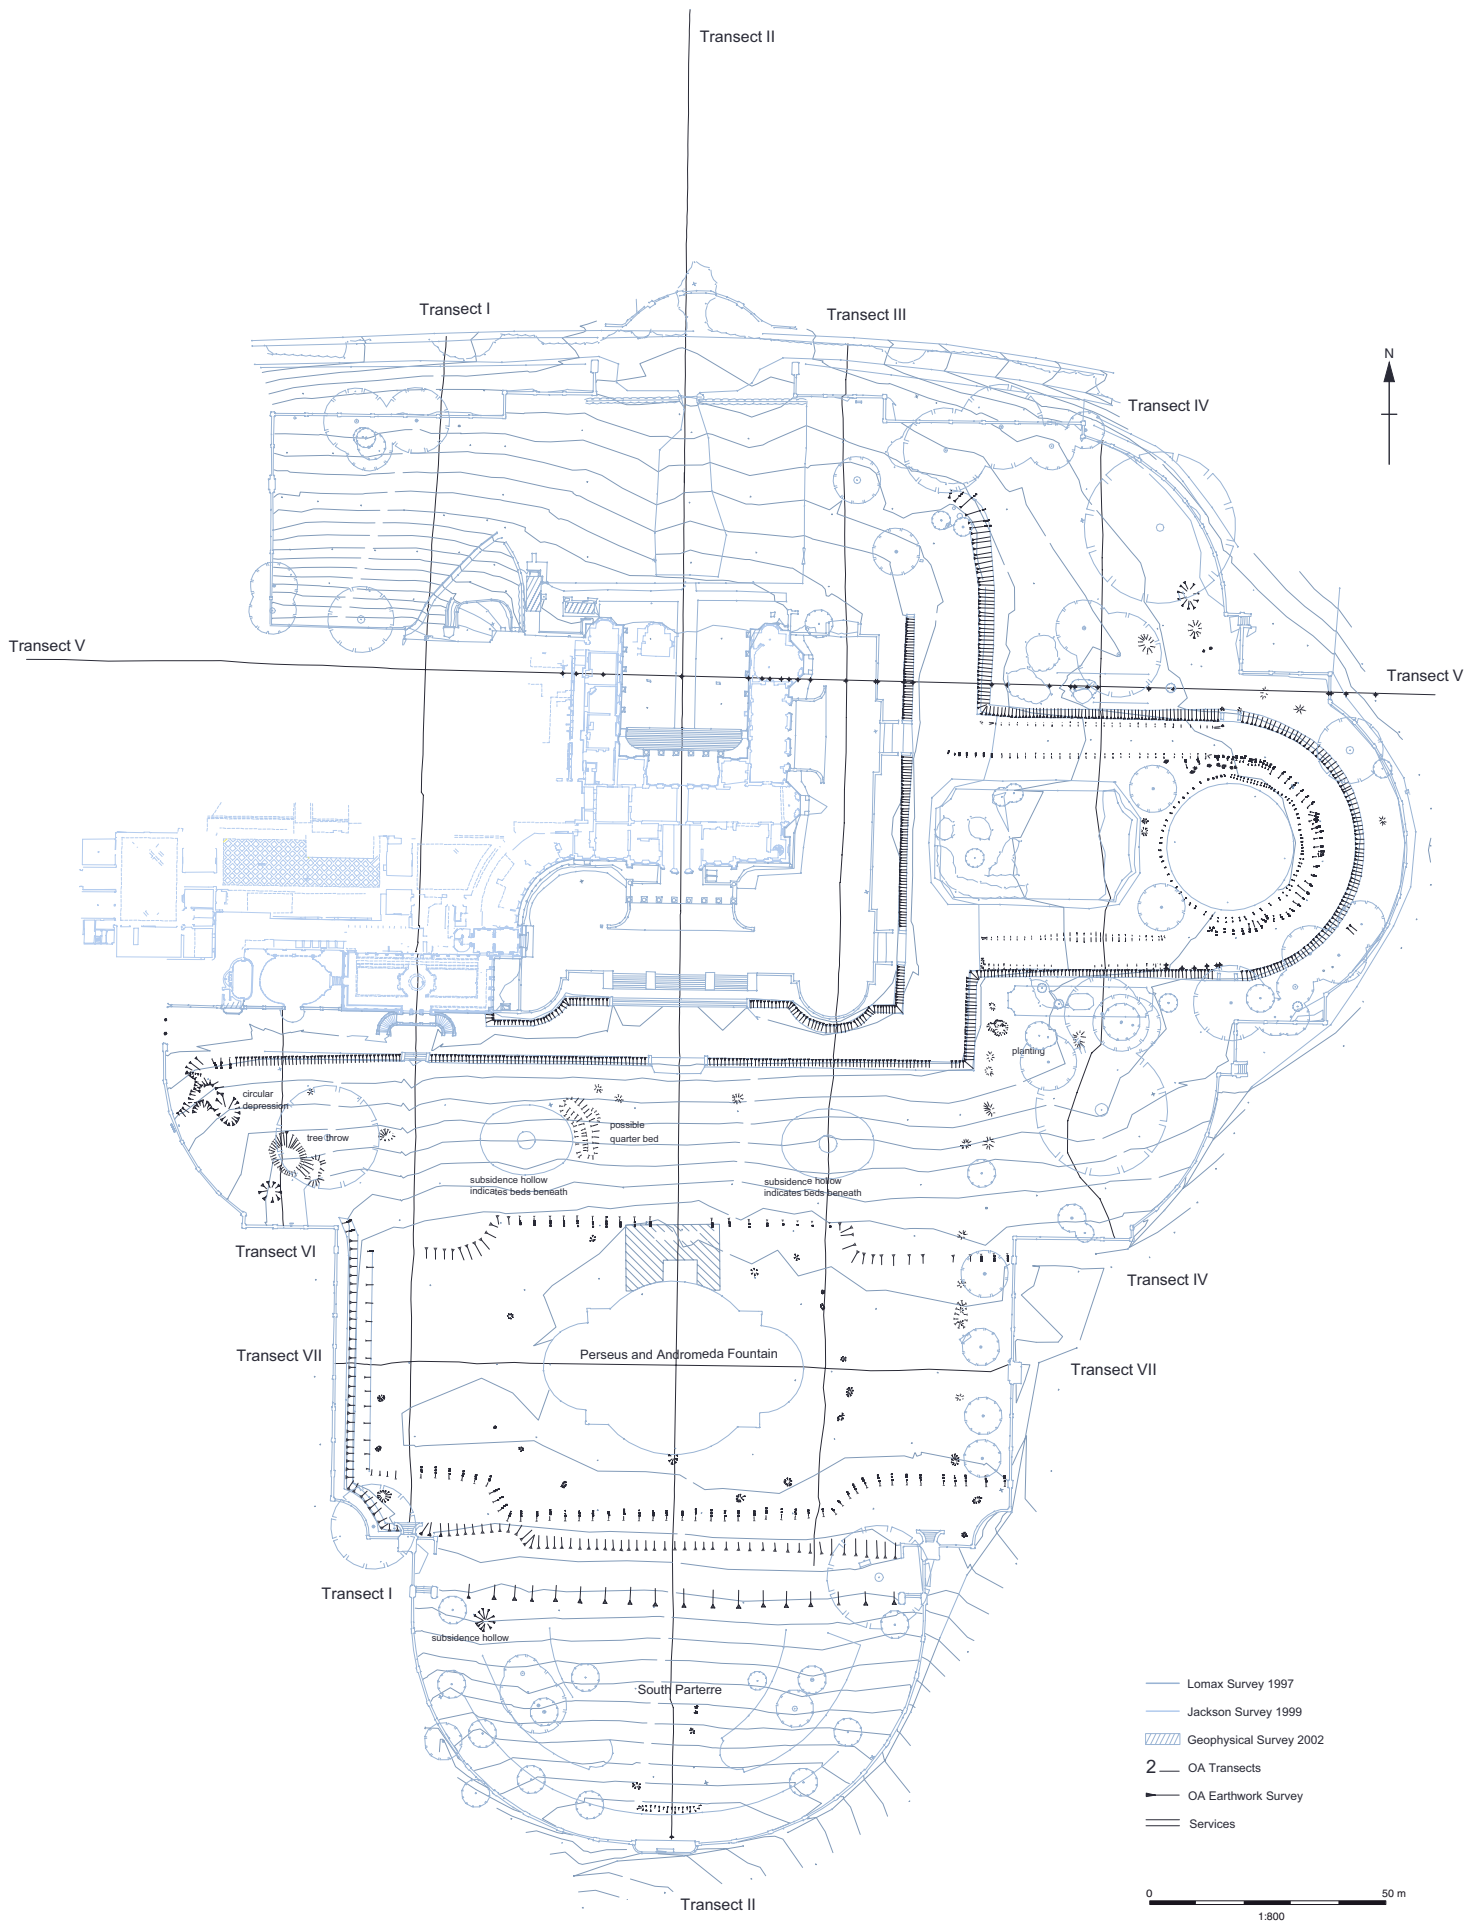 Transect II
Transect I
Transect III
N
Transect IV
Transect V
Transect V
planting
circular
depression
tree throw
possible
quarter bed
subsidence hollow
indicates beds beneath
subsidence hollow
indicates beds beneath
Transect VI
Transect IV
Transect VII
Perseus and Andromeda Fountain
Transect VII
Transect I
subsidence hollow
South Parterre
Transect II
Lomax Survey 1997
Jackson Survey 1999
Geophysical Survey 2002
2 OA Transects
OA Earthwork Survey
Services
0 50 m
1:800